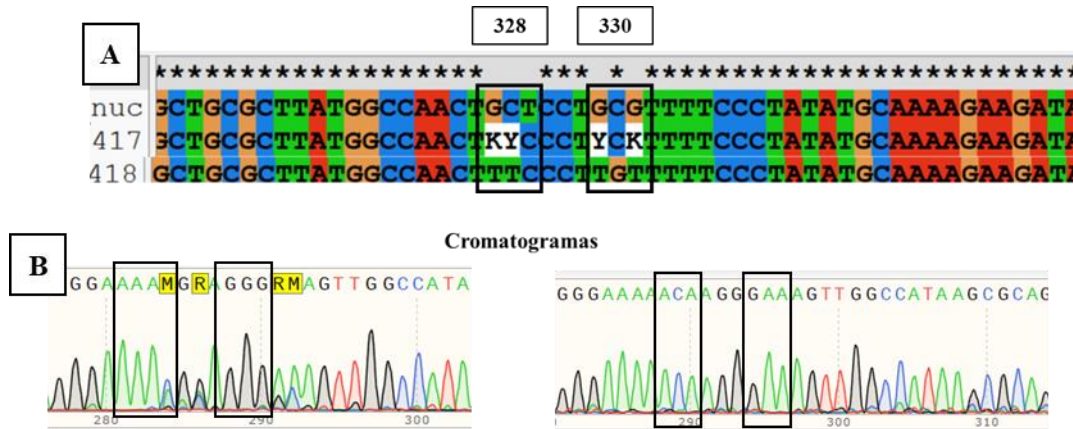 328 330
A
******************* *** * *************************
nuc GCTGCGCTTATGGCCAACTGCTCCTGCGTTTTCCCTATATGCAAAAGAAGATA
417 GCTGCGCTTATGGCCAACTKYCCCTYCKTTTTCCCTATATGCAAAAGAAGATA
418 GCTGCGCTTATGGCCAACTTTCCCTTGTTTTTCCCTATATGCAAAAGAAGATA
B
Cromatogramas
GGAAAAMGRAGGGRMAGTTGGCCATA
280 290 300
GGGAAAAACAAGGGAAAGTTGGCCATAAGCGCAG
290 300 310